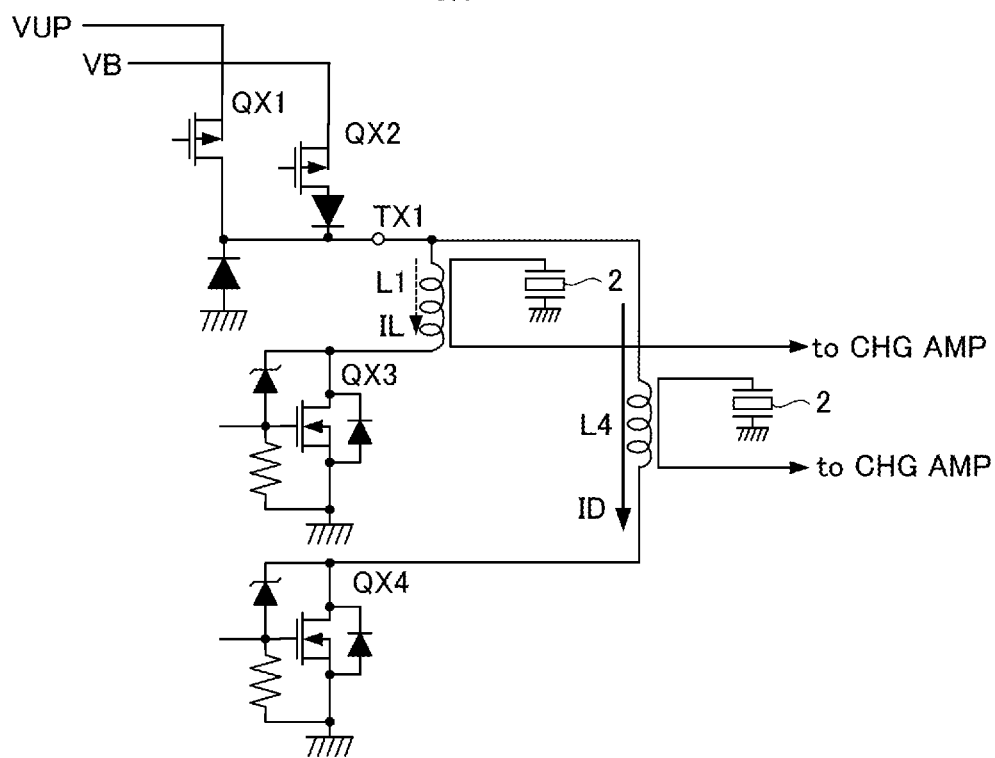 VUP
VB
QX1
QX2
TX1
L1
IL
2
to CHG AMP
QX3
L4
2
to CHG AMP
ID
QX4